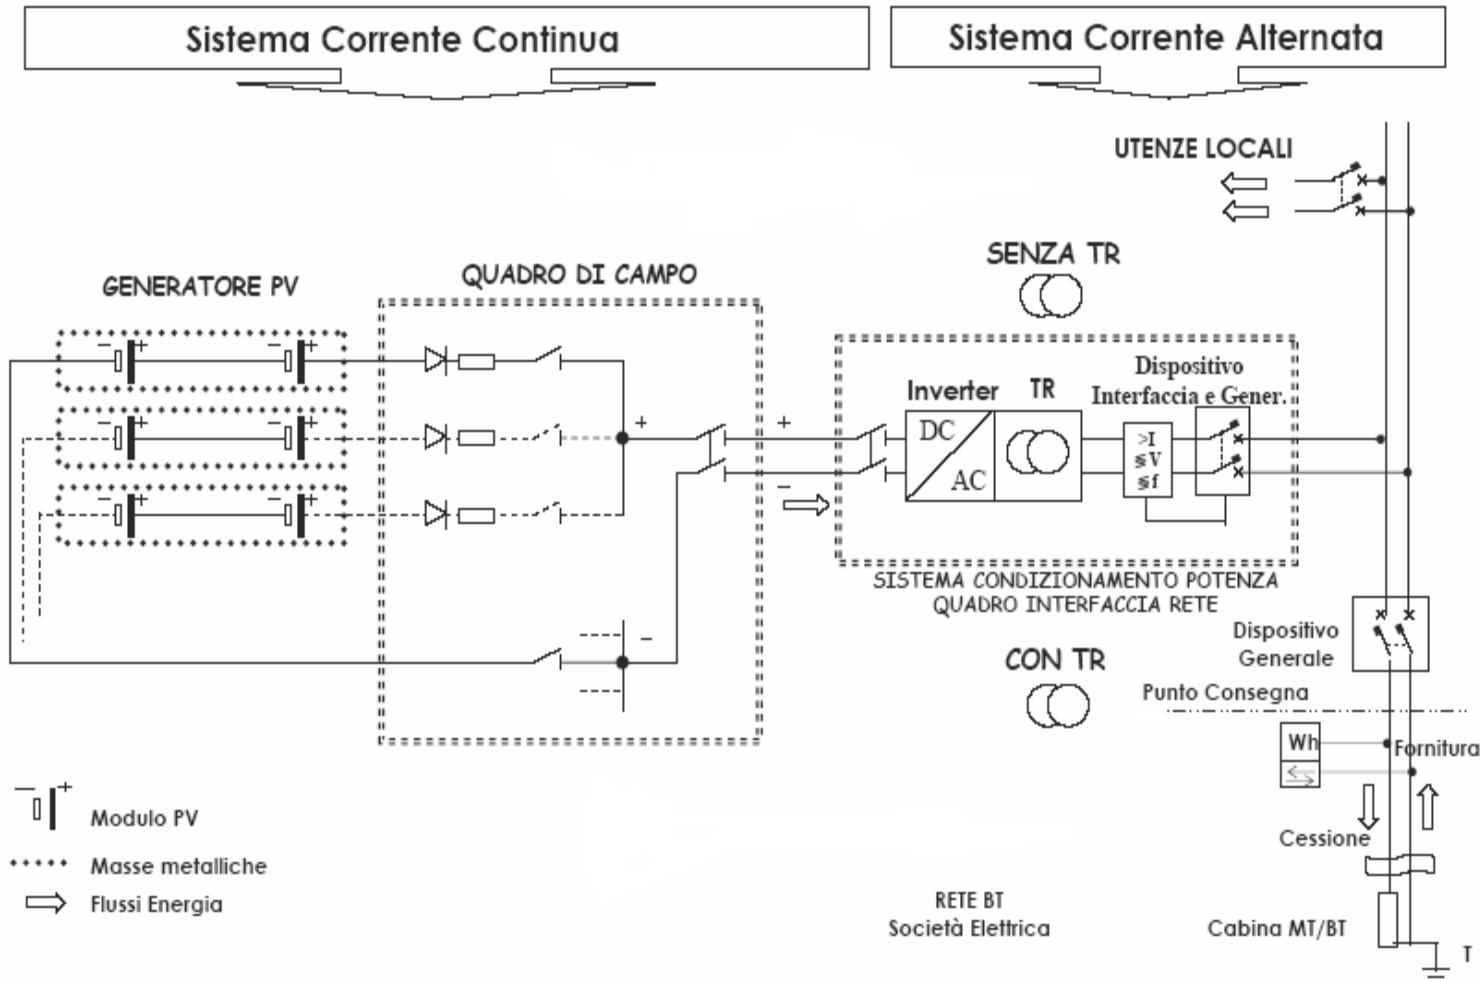 Sistema Corrente Continua
Sistema Corrente Alternata
UTENZE LOCALI
SENZA TR
GENERATORE PV
QUADRO DI CAMPO
- + - +
- + - +
- + - +
+
+
-
-
Inverter
TR
Dispositivo
Interfaccia e Gener.
DC
AC
>I
≶V
≶f
SISTEMA CONDIZIONAMENTO POTENZA
QUADRO INTERFACCIA RETE
CON TR
Dispositivo
Generale
Punto Consegna
Wh
Fornitura
Cessione
- +
Modulo PV
Masse metalliche
Flussi Energia
RETE BT
Società Elettrica
Cabina MT/BT
T